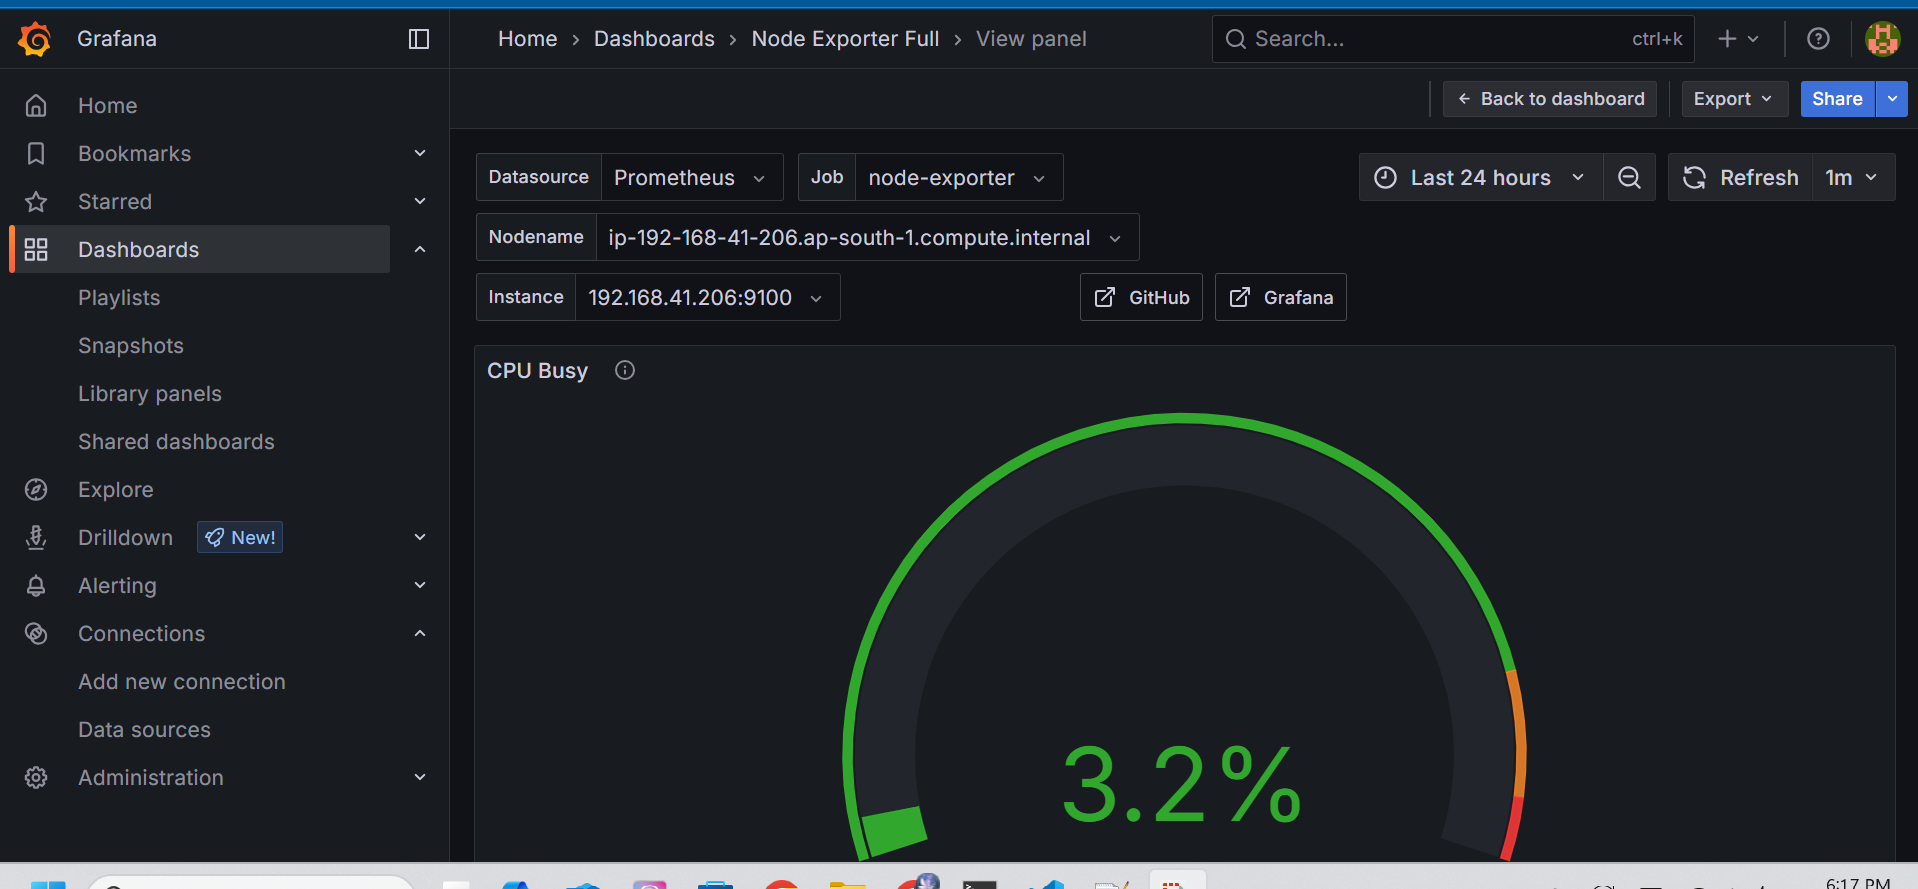 Grafana
Home › Dashboards › Node Exporter Full › View panel
Search...
ctrl+k
Back to dashboard
Export
Share
Home
Bookmarks
Starred
Dashboards
Playlists
Snapshots
Library panels
Shared dashboards
Explore
Drilldown
New!
Alerting
Connections
Add new connection
Data sources
Administration
Datasource
Prometheus
Job
node-exporter
Last 24 hours
Refresh
1m
Nodename
ip-192-168-41-206.ap-south-1.compute.internal
Instance
192.168.41.206:9100
GitHub
Grafana
CPU Busy
3.2%
6:17 PM